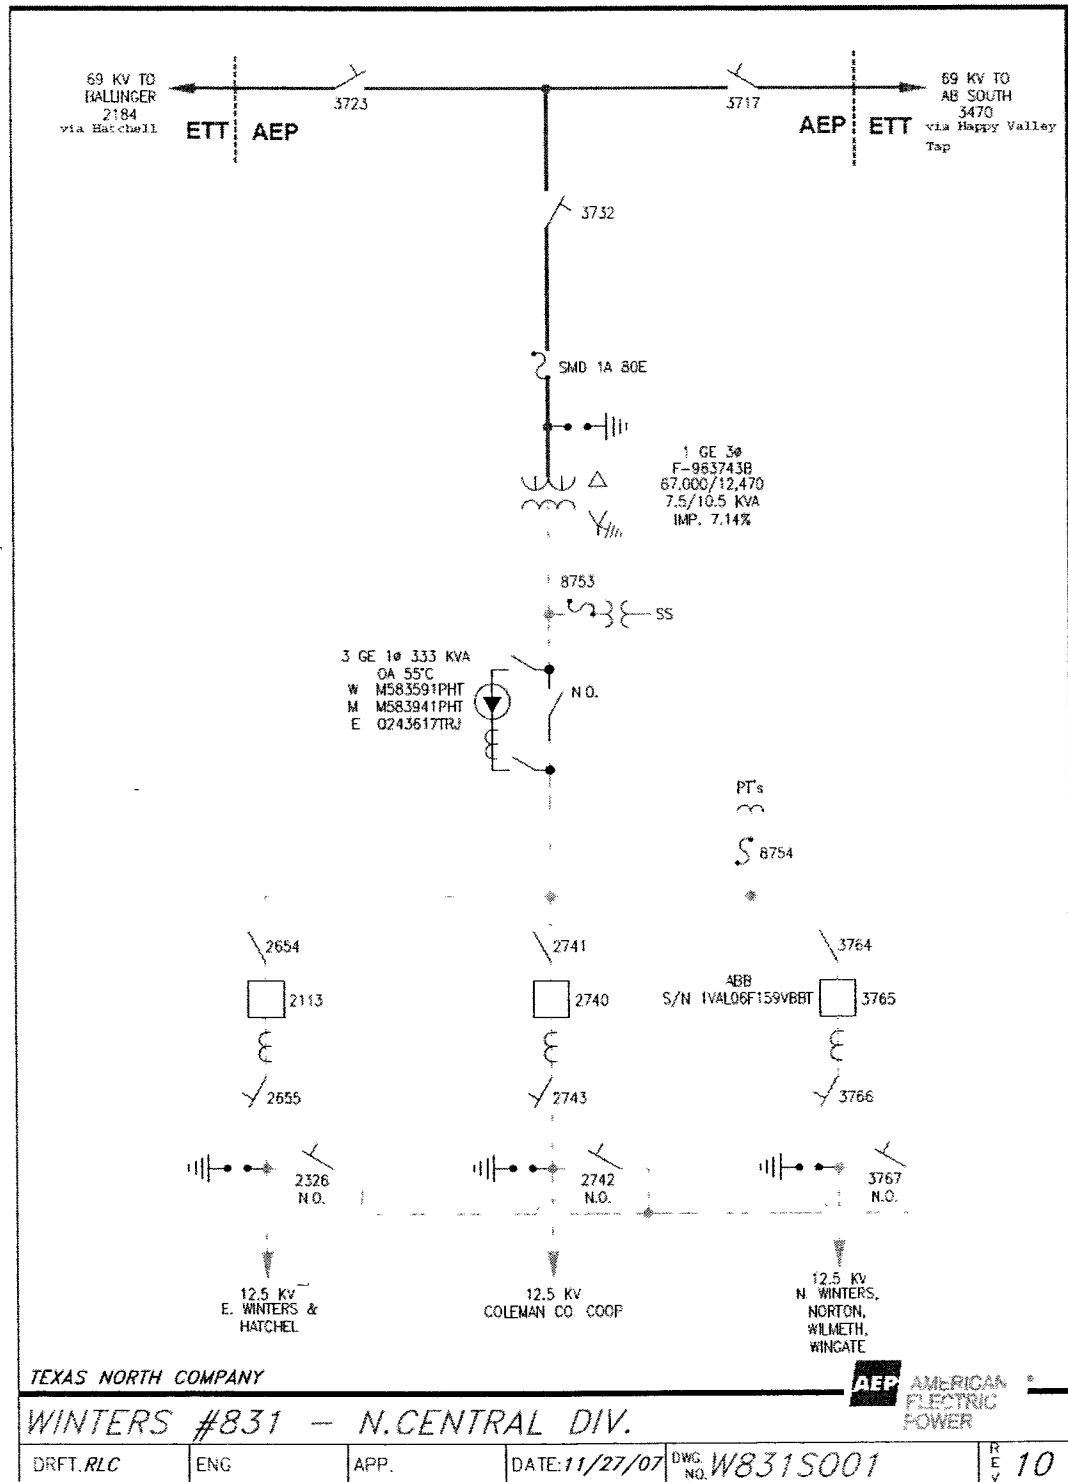 69 KV TO
BALLINGER
2184
via Hatchell
ETT
AEP
3723
3717
AEP
ETT
69 KV TO
AB SOUTH
3470
via Happy Valley
Tap
3732
SMD 1A 80E
1 GE 3ø
F-963743B
67,000/12,470
7.5/10.5 KVA
IMP. 7.14%
8753
SS
3 GE 1ø 333 KVA
OA 55°C
W M583591PHT
M M583941PHT
E 0243617TRJ
N.O.
PT's
8754
2654
2741
3764
2113
2740
ABB
S/N 1VAL06F159VBBT
3765
2655
2743
3766
2326
N.O.
2742
N.O.
3767
N.O.
12.5 KV
E. WINTERS &
HATCHEL
12.5 KV
COLEMAN CO. COOP
12.5 KV
N. WINTERS,
NORTON,
WILMETH,
WINGATE
TEXAS NORTH COMPANY
AEP AMERICAN
ELECTRIC
POWER
WINTERS #831 - N.CENTRAL DIV.
DRFT.RLC
ENG
APP.
DATE:11/27/07
DWG. NO. W831S001
REV 10